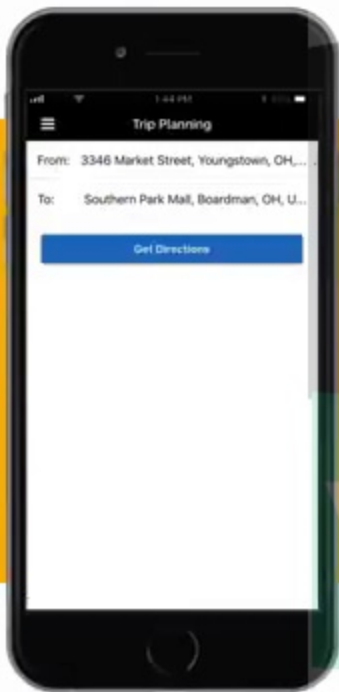 1:44 PM
Trip Planning
From: 3346 Market Street, Youngstown, OH,...
To: Southern Park Mall, Boardman, OH, U...
Get Directions